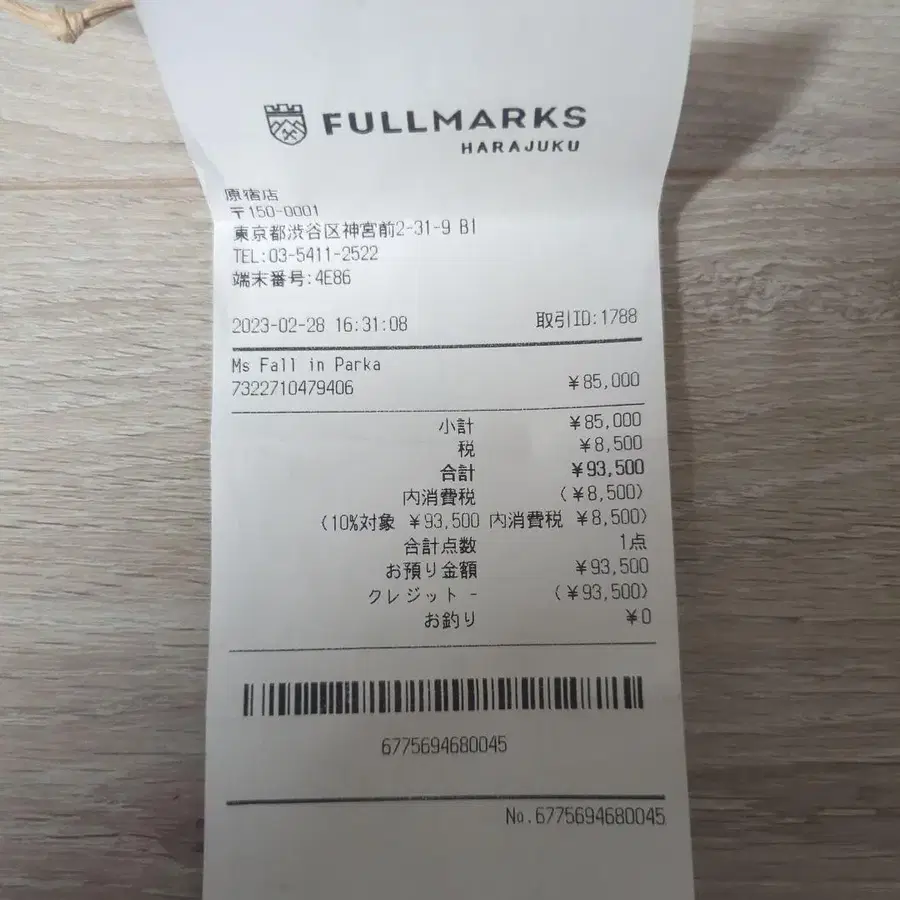 FULLMARKS
HARAJUKU
原宿店
〒150-0001
東京都渋谷区神宮前2-31-9 B1
TEL:03-5411-2522
端末番号:4E86
2023-02-28 16:31:08 取引ID:1788
Ms Fall in Parka
7322710479406 ¥85,000
小計 ¥85,000
税 ¥8,500
合計 ¥93,500
内消費税 (¥8,500)
(10%対象 ¥93,500 内消費税 ¥8,500)
合計点数 1点
お預り金額 ¥93,500
クレジット - (¥93,500)
お釣り ¥0
6775694680045
No.6775694680045